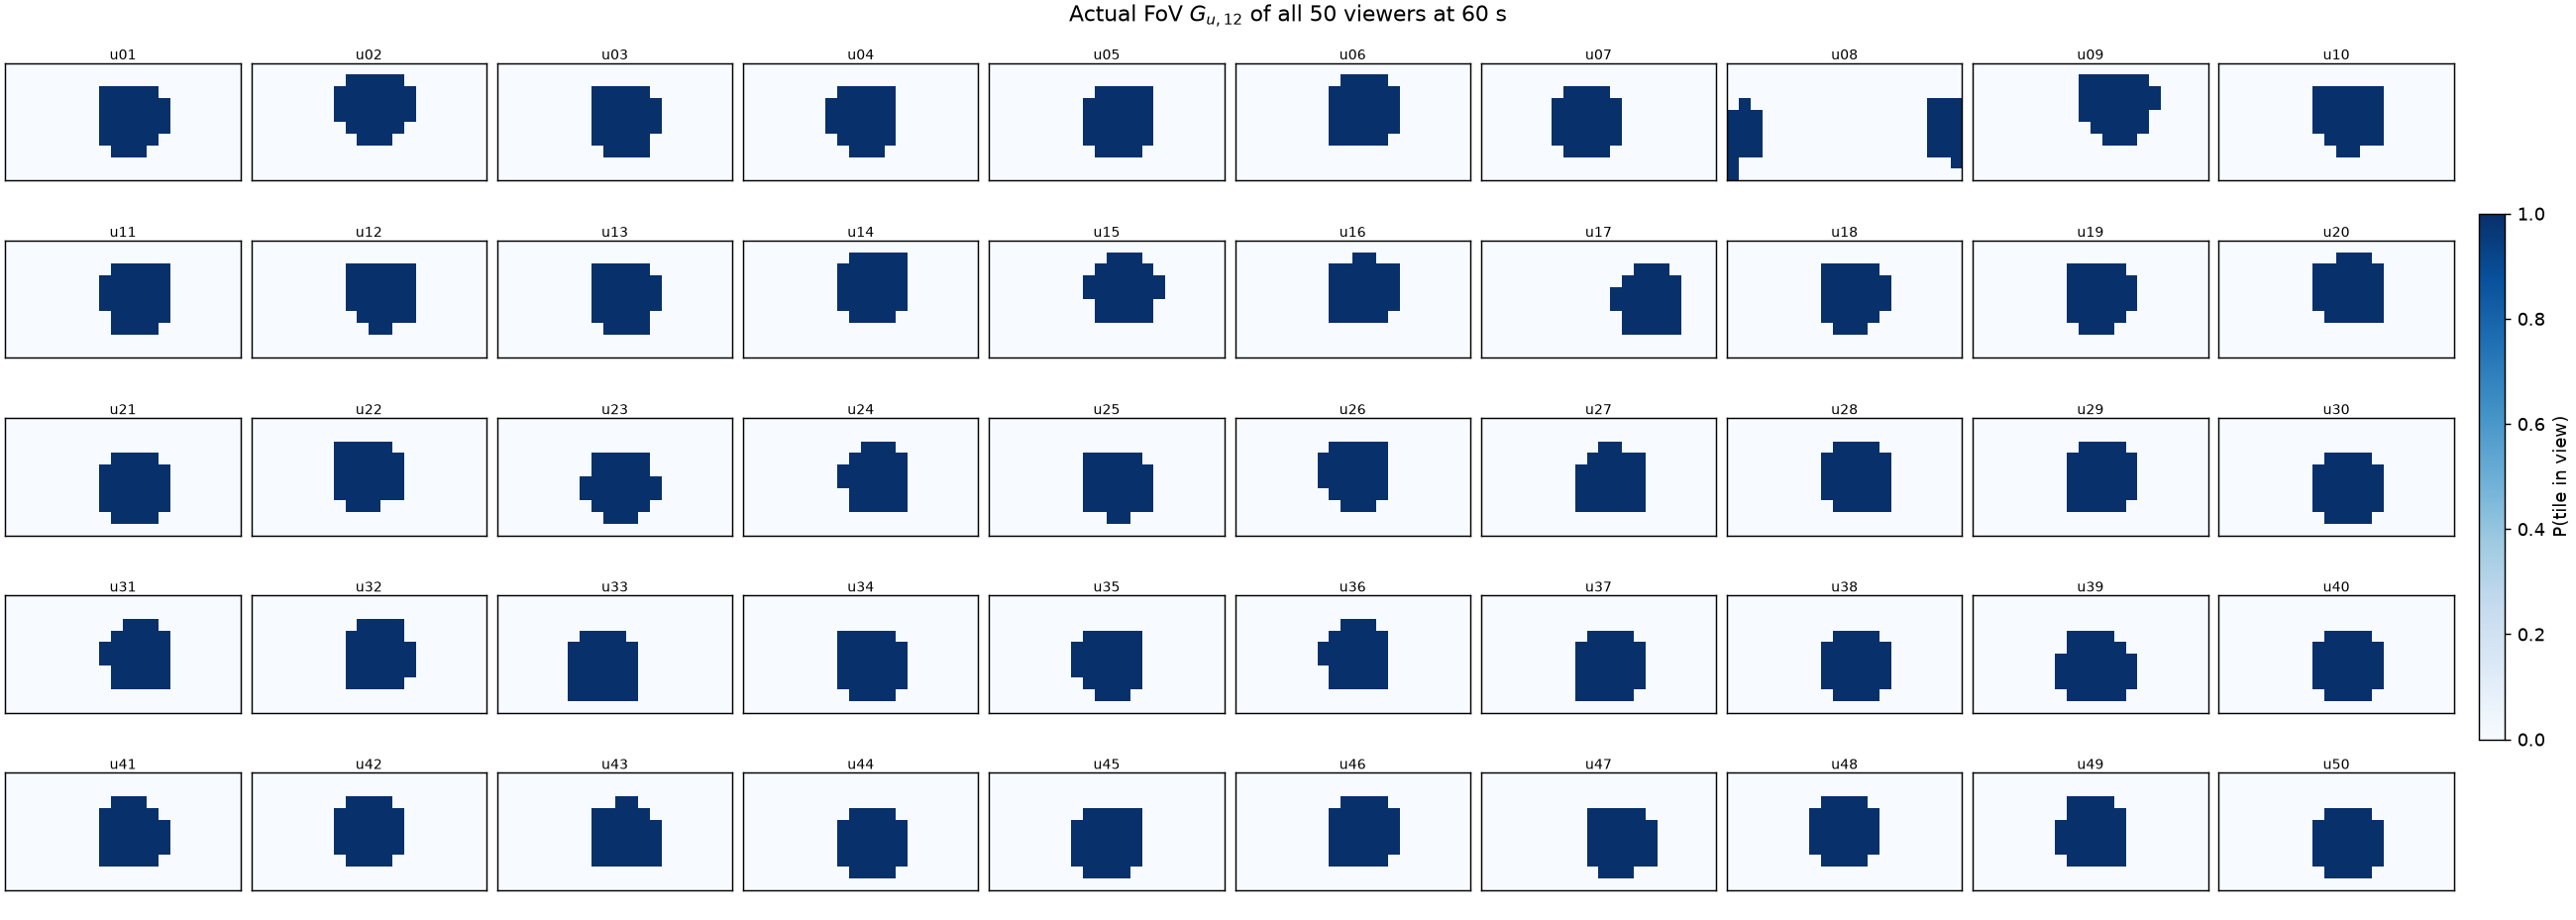 Actual FoV G_{u,12} of all 50 viewers at 60 s
u01 u02 u03 u04 u05 u06 u07 u08 u09 u10
u11 u12 u13 u14 u15 u16 u17 u18 u19 u20
u21 u22 u23 u24 u25 u26 u27 u28 u29 u30
u31 u32 u33 u34 u35 u36 u37 u38 u39 u40
u41 u42 u43 u44 u45 u46 u47 u48 u49 u50
1.0
0.8
0.6
0.4
0.2
0.0
P(tile in view)